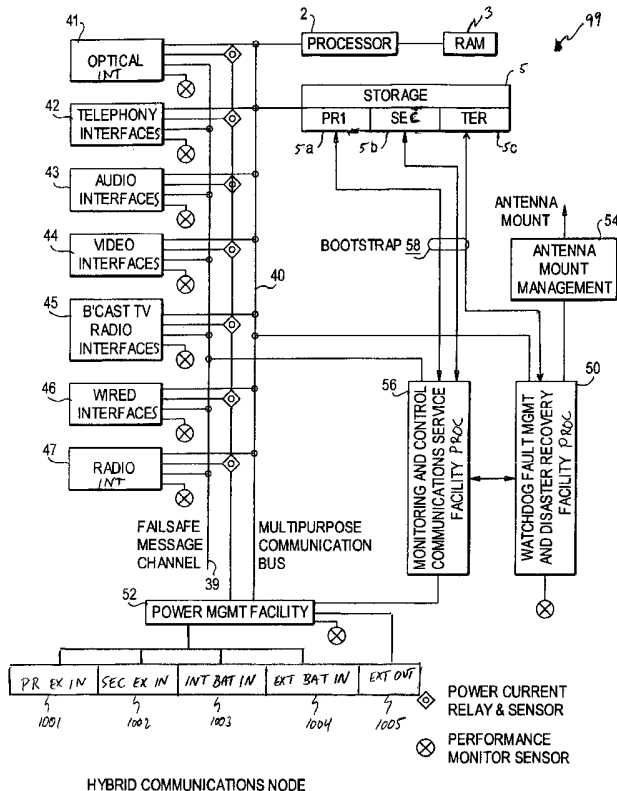 41
OPTICAL
INT
42
TELEPHONY
INTERFACES
43
AUDIO
INTERFACES
44
VIDEO
INTERFACES
45
B'CAST TV
RADIO
INTERFACES
46
WIRED
INTERFACES
47
RADIO
INT
2
PROCESSOR
3
RAM
99
5
STORAGE
PR1
SEC
TER
5a
5b
5c
ANTENNA
MOUNT
54
ANTENNA
MOUNT
MANAGEMENT
BOOTSTRAP 58
40
56
MONITORING AND CONTROL
COMMUNICATIONS SERVICE
FACILITY PROC
50
WATCHDOG FAULT MGMT
AND DISASTER RECOVERY
FACILITY PROC
FAILSAFE
MESSAGE
CHANNEL
39
MULTIPURPOSE
COMMUNICATION
BUS
52
POWER MGMT FACILITY
PR EX IN
SEC EX IN
INT BAT IN
EXT BAT IN
EXT OUT
1001
1002
1003
1004
1005
POWER CURRENT
RELAY & SENSOR
PERFORMANCE
MONITOR SENSOR
HYBRID COMMUNICATIONS NODE